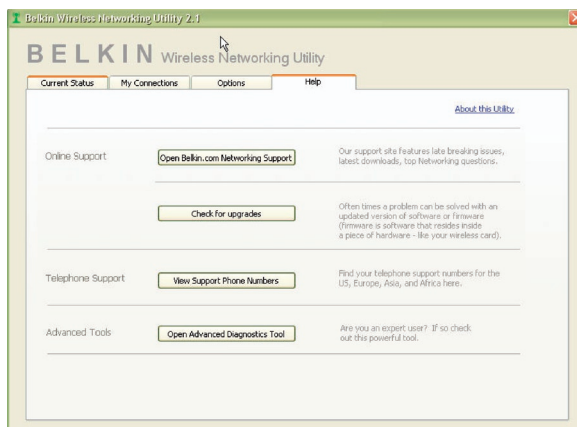 Belkin Wireless Networking Utility 2.1
BELKIN Wireless Networking Utility
Current Status My Connections Options Help
About this Utility
Online Support
Open Belkin.com Networking Support
Our support site features late breaking issues,
latest downloads, top Networking questions.
Check for upgrades
Often times a problem can be solved with an
updated version of software or firmware
(firmware is software that resides inside
a piece of hardware - like your wireless card).
Telephone Support
View Support Phone Numbers
Find your telephone support numbers for the
US, Europe, Asia, and Africa here.
Advanced Tools
Open Advanced Diagnostics Tool
Are you an expert user? If so check
out this powerful tool.